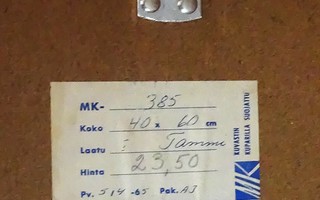 MK- 385
Koko 40 x 60 cm
Laatu : Tammi
Hinta 23,50
Pv. 5/4 -65 Pak. AJ
KUVASTIN
KUPARILLA SUOJATTU
MK